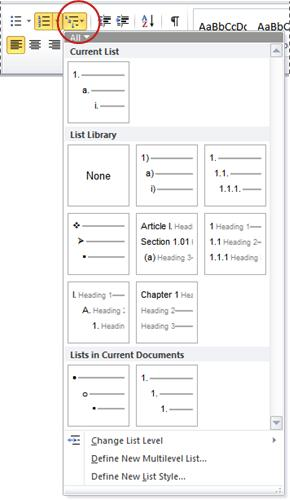 AaBbCcDc AaBb
All
Current List
1.
a.
i.
List Library
None
1)
a)
i)
1.
1.1.
1.1.1.
Article I. Head
Section 1.01
(a) Heading 3
1 Heading 1
1.1 Heading 2
1.1.1 Heading
I. Heading 1
A. Heading 2
1. Headin
Chapter 1 Hea
Heading 2
Heading 3
Lists in Current Documents
1.
1.
1.
Change List Level
Define New Multilevel List...
Define New List Style...